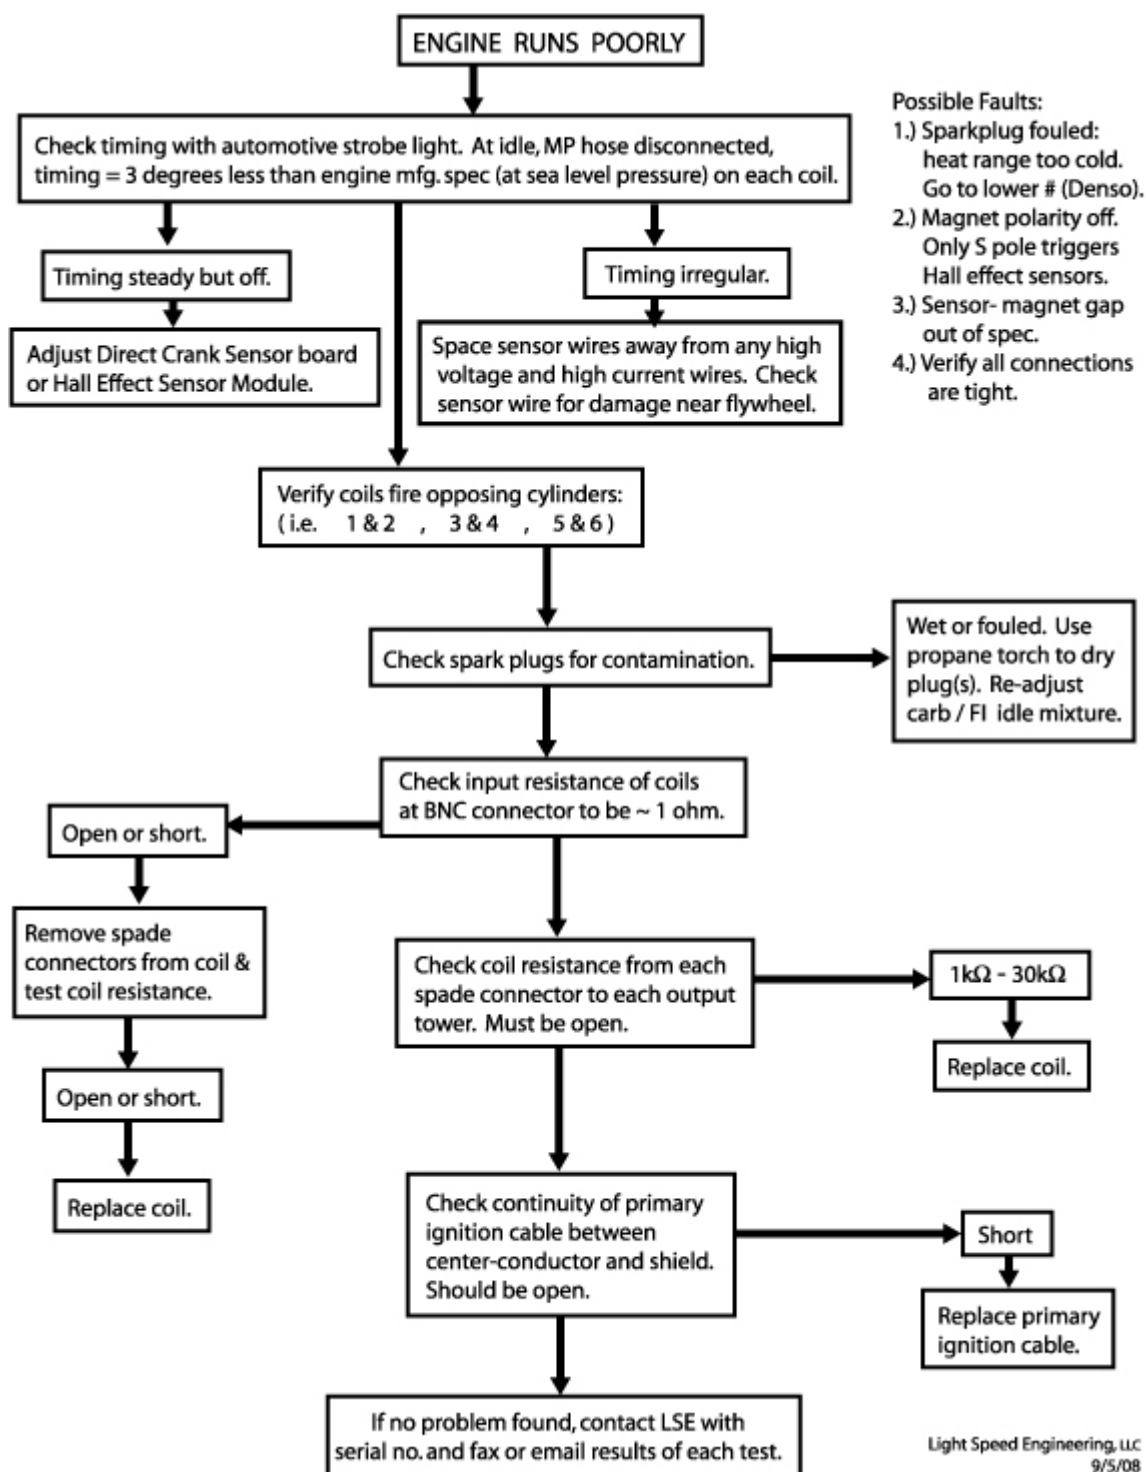 ENGINE RUNS POORLY
Check timing with automotive strobe light. At idle, MP hose disconnected,
timing = 3 degrees less than engine mfg. spec (at sea level pressure) on each coil.
Possible Faults:
1.) Sparkplug fouled:
heat range too cold.
Go to lower # (Denso).
2.) Magnet polarity off.
Only S pole triggers
Hall effect sensors.
3.) Sensor- magnet gap
out of spec.
4.) Verify all connections
are tight.
Timing steady but off.
Adjust Direct Crank Sensor board
or Hall Effect Sensor Module.
Timing irregular.
Space sensor wires away from any high
voltage and high current wires. Check
sensor wire for damage near flywheel.
Verify coils fire opposing cylinders:
( i.e. 1 & 2 , 3 & 4 , 5 & 6 )
Check spark plugs for contamination.
Wet or fouled. Use
propane torch to dry
plug(s). Re-adjust
carb / FI idle mixture.
Check input resistance of coils
at BNC connector to be ~ 1 ohm.
Open or short.
Remove spade
connectors from coil &
test coil resistance.
Open or short.
Replace coil.
Check coil resistance from each
spade connector to each output
tower. Must be open.
1kΩ - 30kΩ
Replace coil.
Check continuity of primary
ignition cable between
center-conductor and shield.
Should be open.
Short
Replace primary
ignition cable.
If no problem found, contact LSE with
serial no. and fax or email results of each test.
Light Speed Engineering, LLC
9/5/08